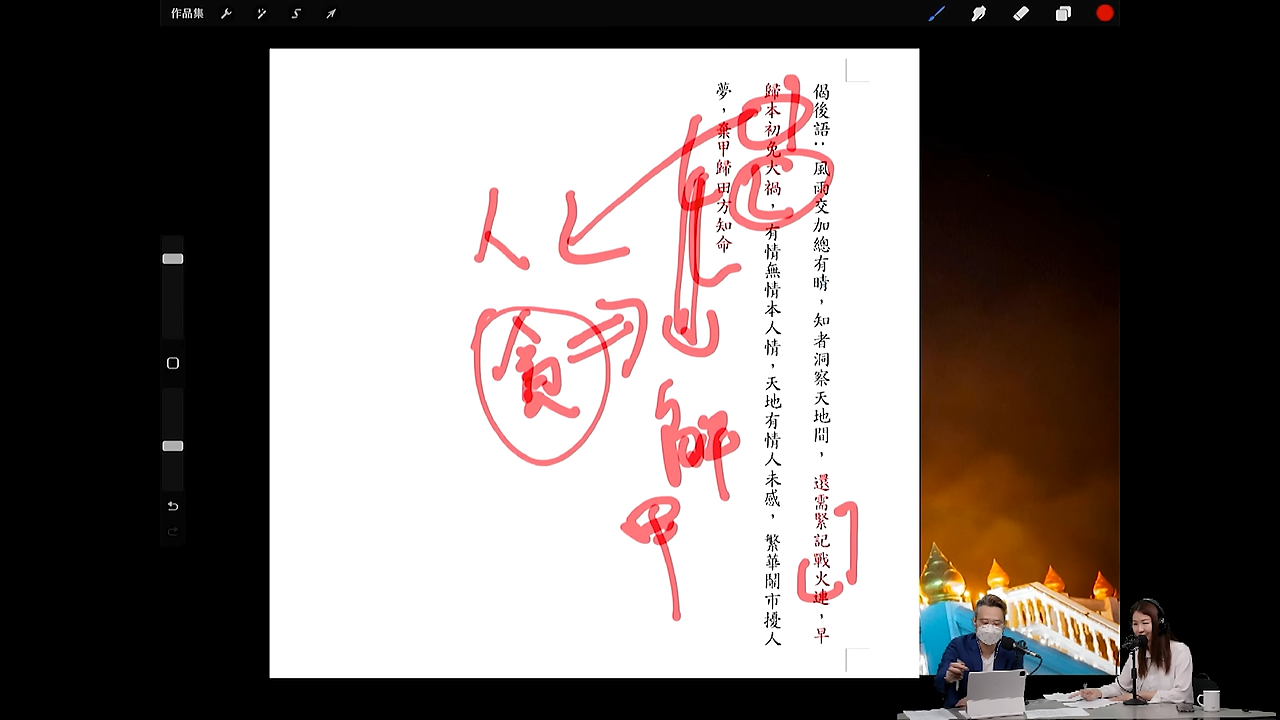 作品集
偈後語：風雨交加總有晴，知者洞察天地間，還需緊記戰火連，早
歸本初免火禍，有情無情本人情，天地有情人未感，繁華鬧市擾人
夢，棄甲歸田方知命
人
貪
解
甲